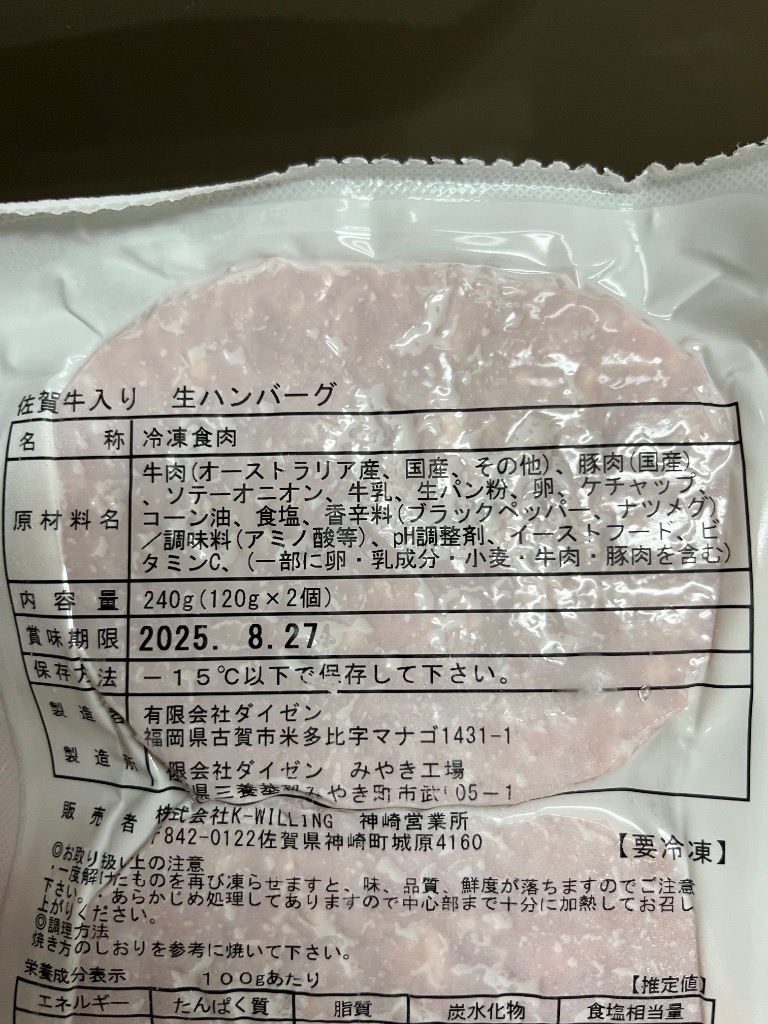 佐賀牛入り 生ハンバーグ
名称 冷凍食肉
原材料名 牛肉(オーストラリア産、国産、その他)、豚肉(国産)
、ソテーオニオン、牛乳、生パン粉、卵、ケチャップ、
コーン油、食塩、香辛料(ブラックペッパー、ナツメグ)
/調味料(アミノ酸等)、pH調整剤、イーストフード、ビ
タミンC、(一部に卵・乳成分・小麦・牛肉・豚肉を含む)
内容量 240g(120g×2個)
賞味期限 2025. 8.27
保存方法 -15℃以下で保存して下さい。
製造者 有限会社ダイゼン
福岡県古賀市米多比字マナゴ1431-1
製造所 限会社ダイゼン みやき工場
県三養基郡みやき町市武 05-1
販売者 株式会社K-WILLING 神崎営業所
〒842-0122佐賀県神崎町城原4160
【要冷凍】
◎お取り扱い上の注意
・一度解けたものを再び凍らせますと、味、品質、鮮度が落ちますのでご注意
下さい。・あらかじめ処理してありますので中心部まで十分に加熱してお召し
上がりください。
◎調理方法
焼き方のしおりを参考に焼いて下さい。
栄養成分表示 100gあたり 【推定値】
エネルギー たんぱく質 脂質 炭水化物 食塩相当量